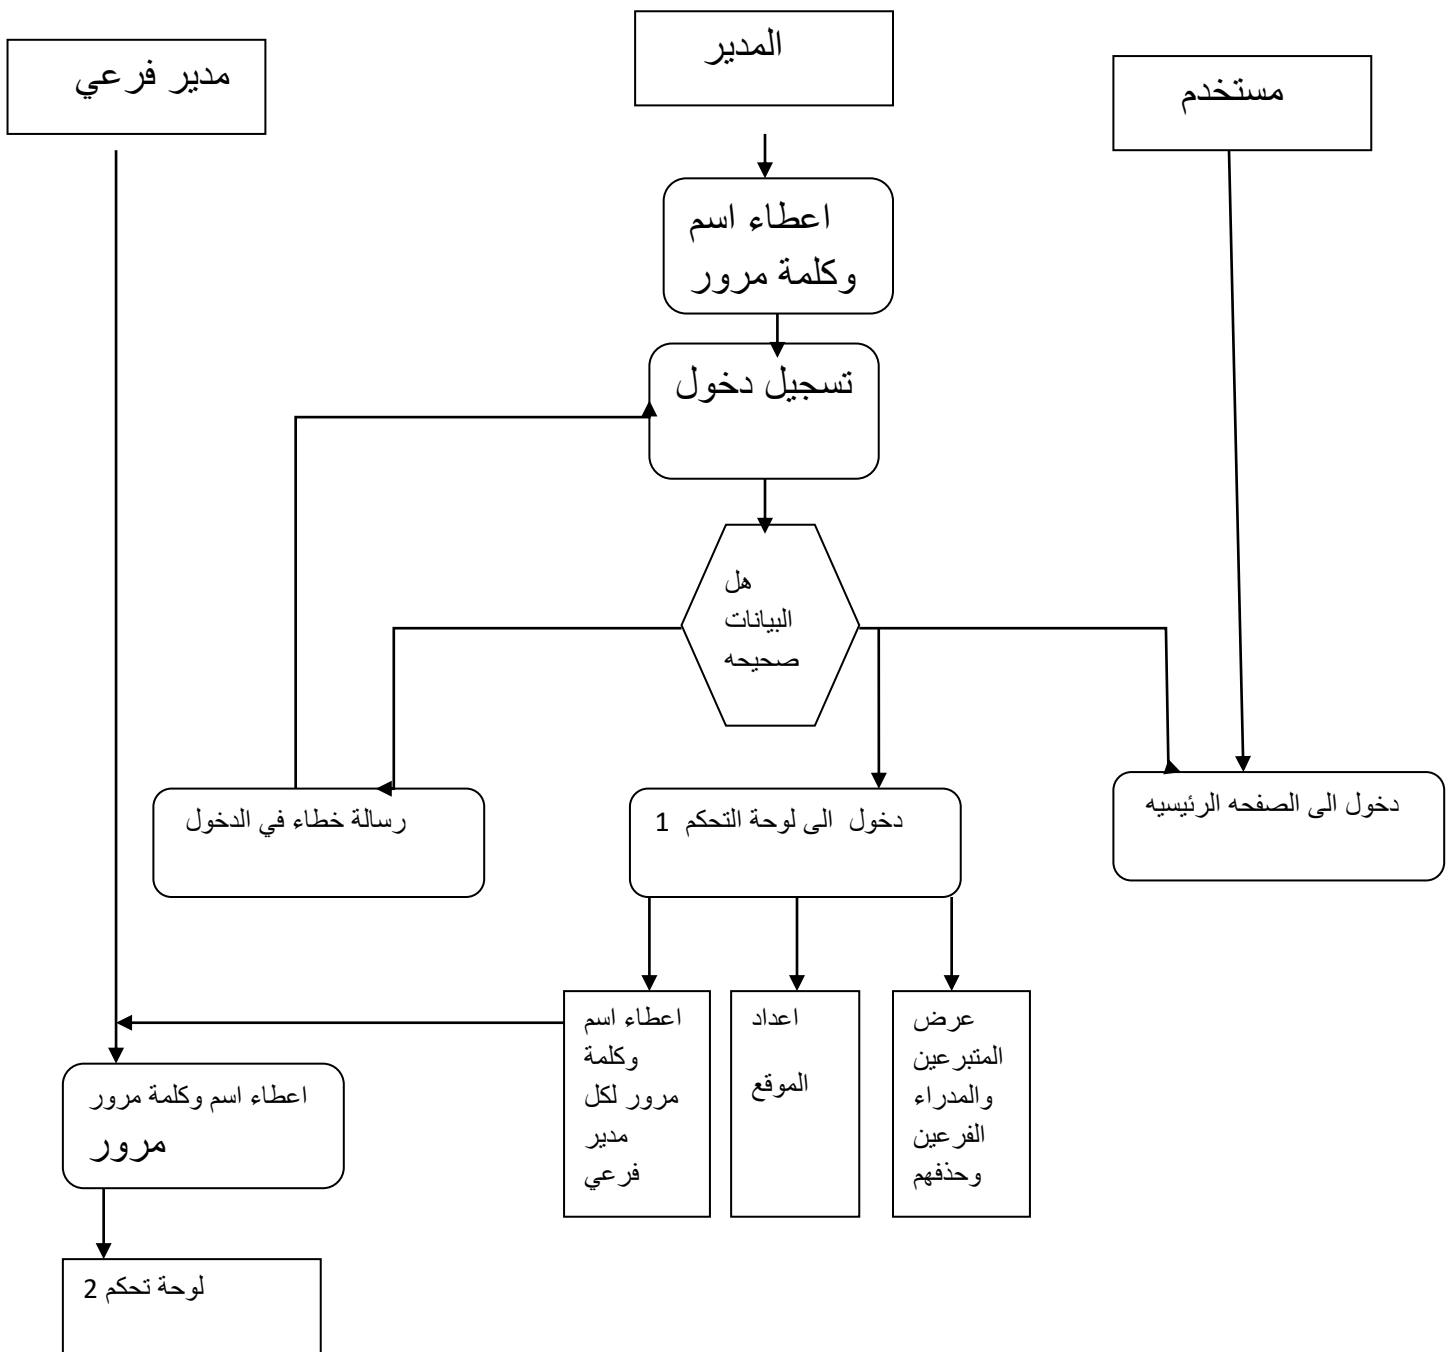 المدير
مدير فرعي
مستخدم
اعطاء اسم
وكلمة مرور
تسجيل دخول
هل
البيانات
صحيحه
دخول الى الصفحه الرئيسيه
دخول الى لوحة التحكم 1
رسالة خطاء في الدخول
عرض
المتبرعين
والمدراء
الفرعين
وحذفهم
اعداد
الموقع
اعطاء اسم
وكلمة
مرور لكل
مدير
فرعي
اعطاء اسم وكلمة مرور
مرور
لوحة تحكم 2